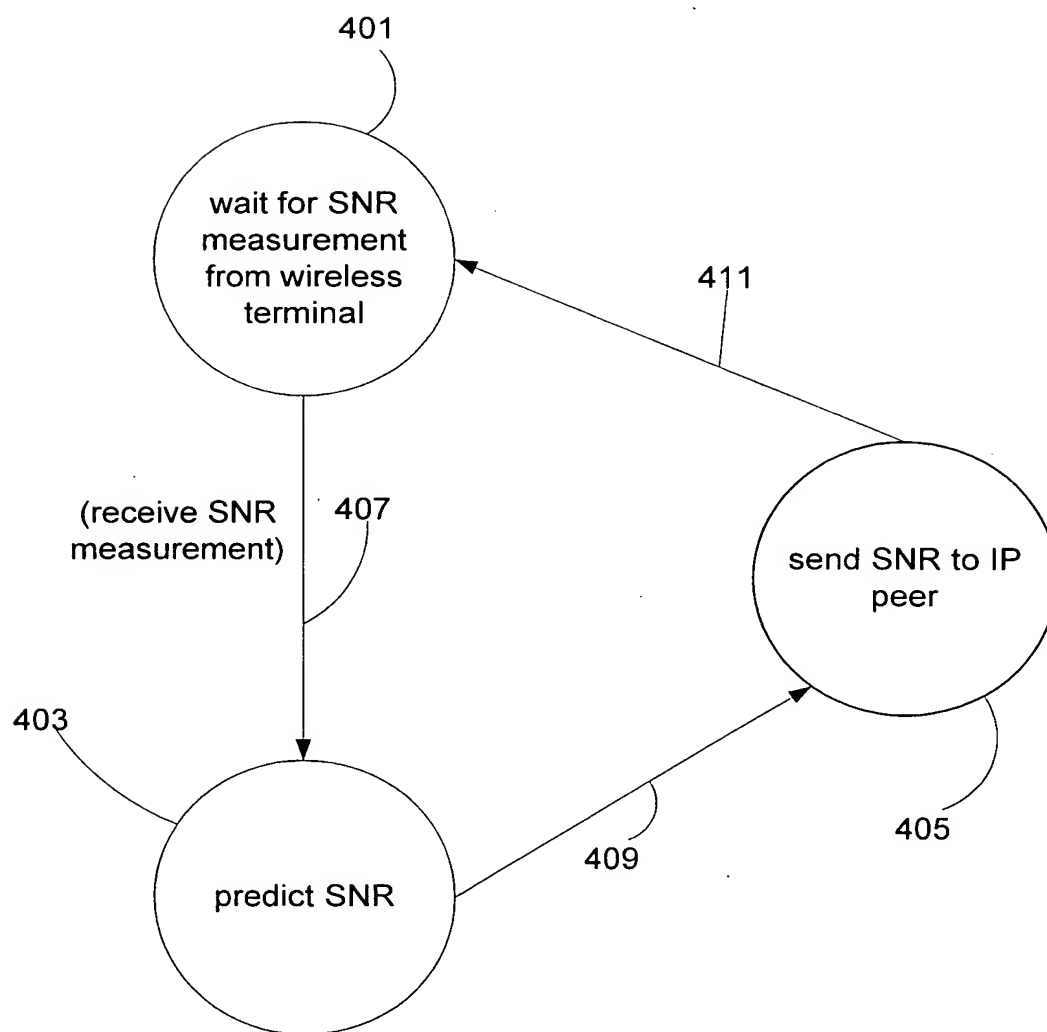 401
wait for SNR
measurement
from wireless
terminal
411
(receive SNR
measurement)
407
send SNR to IP
peer
403
405
409
predict SNR